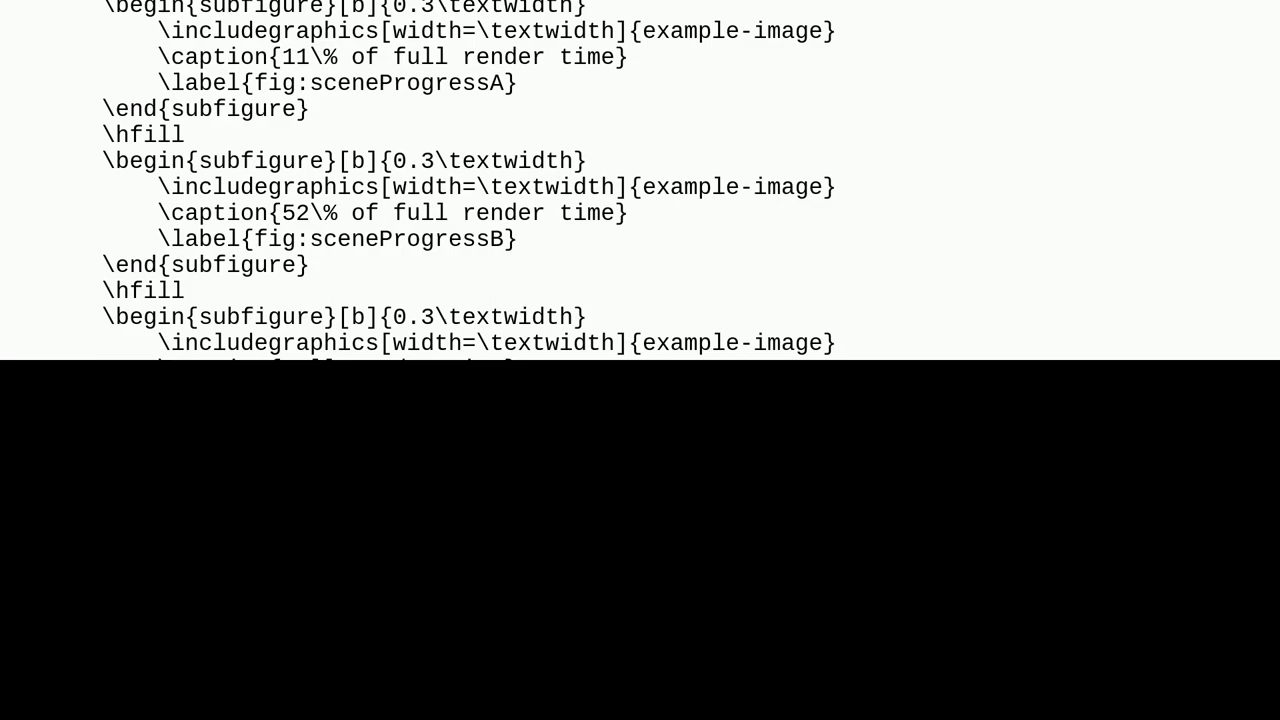 \begin{subfigure}[b]{0.3\textwidth}
\includegraphics[width=\textwidth]{example-image}
\caption{11\% of full render time}
\label{fig:sceneProgressA}
\end{subfigure}
\hfill
\begin{subfigure}[b]{0.3\textwidth}
\includegraphics[width=\textwidth]{example-image}
\caption{52\% of full render time}
\label{fig:sceneProgressB}
\end{subfigure}
\hfill
\begin{subfigure}[b]{0.3\textwidth}
\includegraphics[width=\textwidth]{example-image}